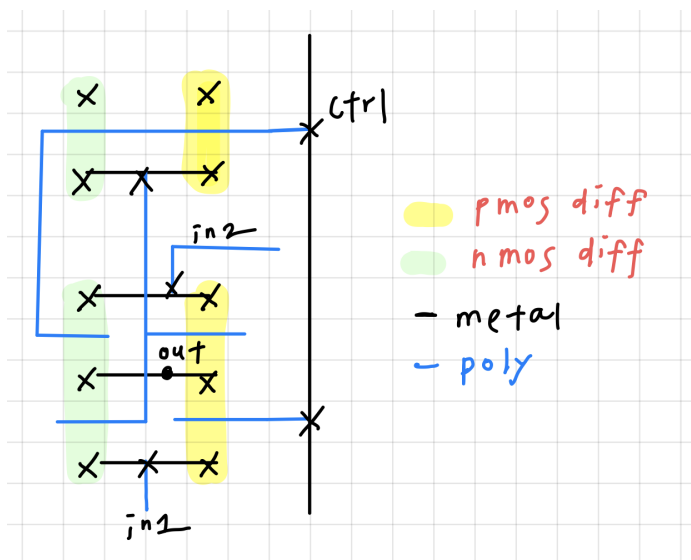 ctrl
in2
pmos diff
nmos diff
metal
out
poly
in1